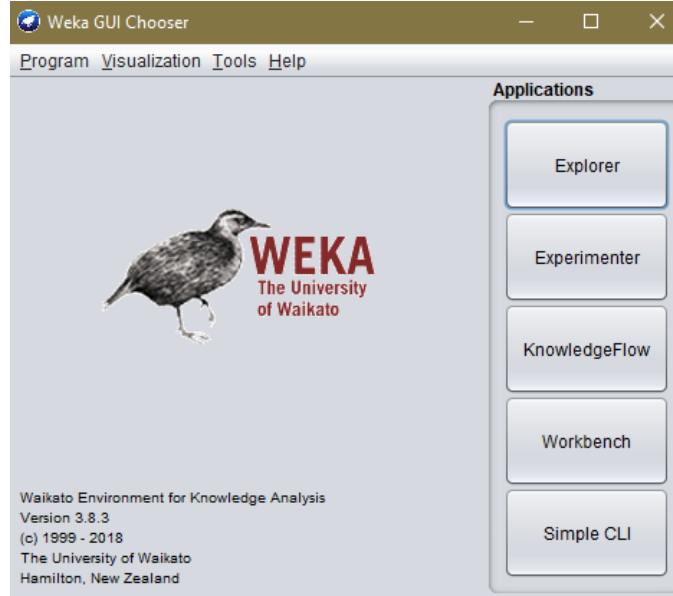 Weka GUI Chooser
Program Visualization Tools Help
Applications
Explorer
Experimenter
KnowledgeFlow
Workbench
Simple CLI
WEKA
The University
of Waikato
Waikato Environment for Knowledge Analysis
Version 3.8.3
(c) 1999 - 2018
The University of Waikato
Hamilton, New Zealand